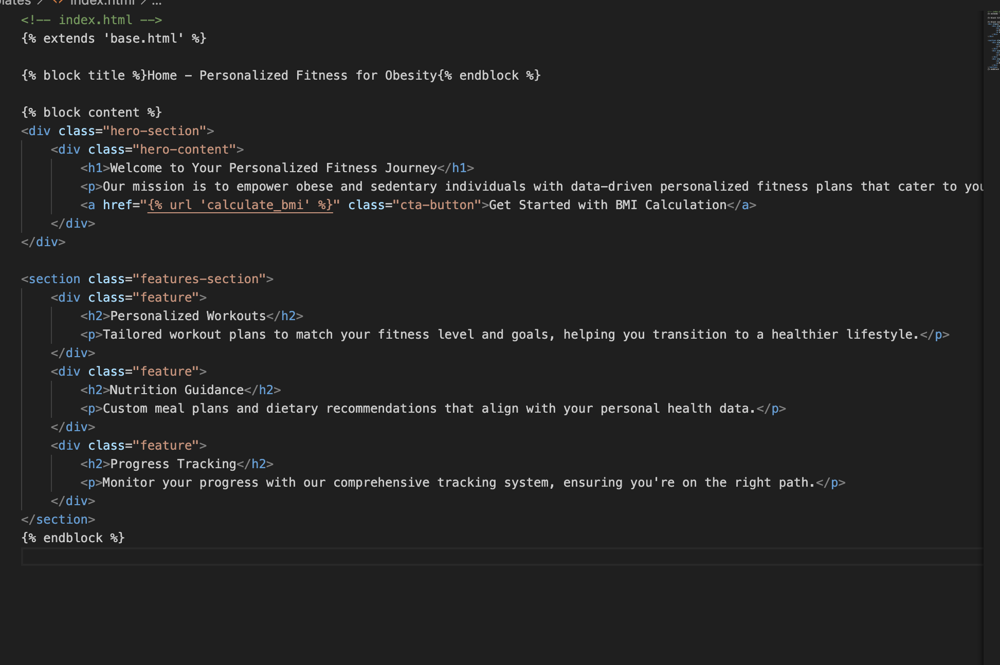 index.html
<!-- index.html -->
{% extends 'base.html' %}
{% block title %}Home - Personalized Fitness for Obesity{% endblock %}
{% block content %}
<div class="hero-section">
<div class="hero-content">
<h1>Welcome to Your Personalized Fitness Journey</h1>
<p>Our mission is to empower obese and sedentary individuals with data-driven personalized fitness plans that cater to you
<a href="{% url 'calculate_bmi' %}" class="cta-button">Get Started with BMI Calculation</a>
</div>
</div>
<section class="features-section">
<div class="feature">
<h2>Personalized Workouts</h2>
<p>Tailored workout plans to match your fitness level and goals, helping you transition to a healthier lifestyle.</p>
</div>
<div class="feature">
<h2>Nutrition Guidance</h2>
<p>Custom meal plans and dietary recommendations that align with your personal health data.</p>
</div>
<div class="feature">
<h2>Progress Tracking</h2>
<p>Monitor your progress with our comprehensive tracking system, ensuring you're on the right path.</p>
</div>
</section>
{% endblock %}